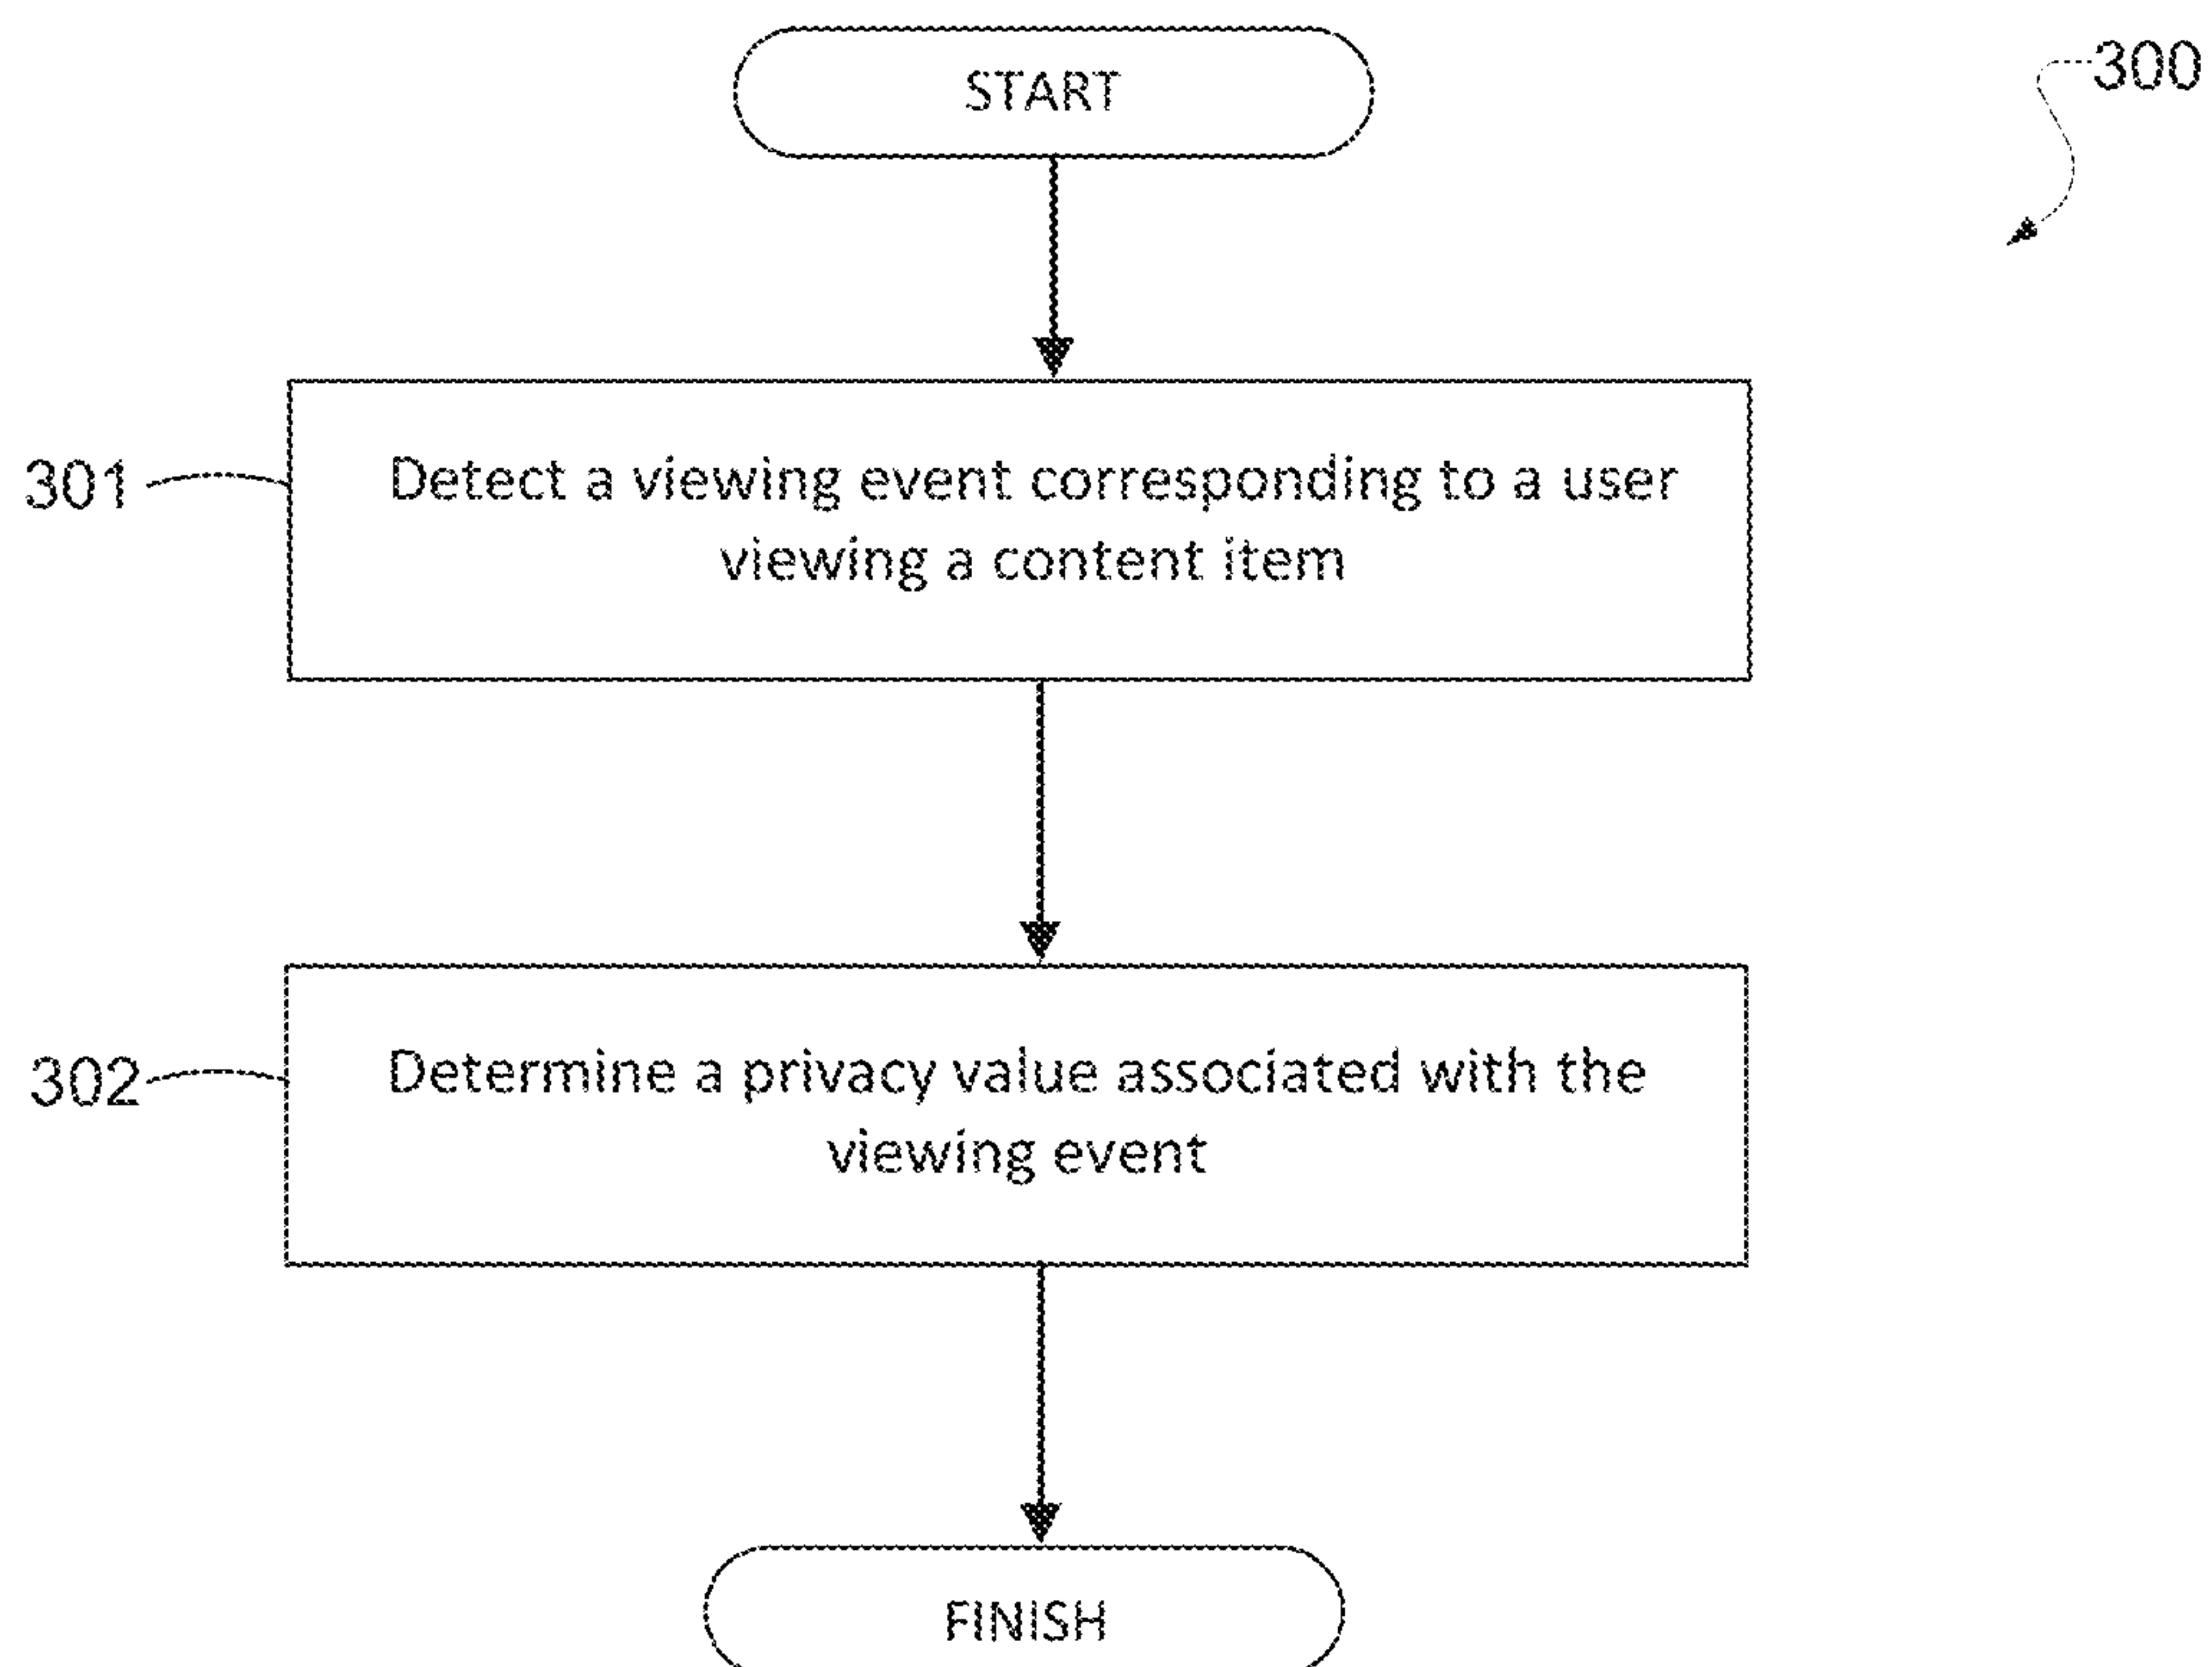 START
300
301
Detect a viewing event corresponding to a user
viewing a content item
302
Determine a privacy value associated with the
viewing event
FINISH